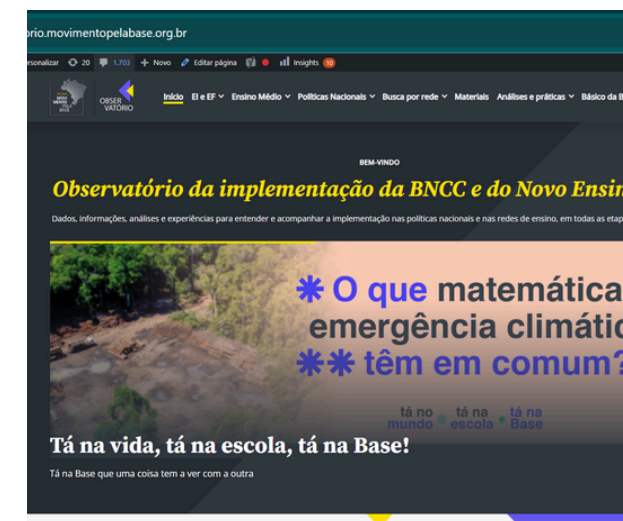 rio.movimentopelabase.org.br
rsonalizar 20 1.703 + Novo Editar página Insights 10
OBSER
VATÓRIO
MOVI
MENTO
PELA
BASE
Início EI e EF Ensino Médio Políticas Nacionais Busca por rede Materiais Análises e práticas Básico da B
BEM-VINDO
Observatório da implementação da BNCC e do Novo Ensin
Dados, informações, análises e experiências para entender e acompanhar a implementação nas políticas nacionais e nas redes de ensino, em todas as etap
* O que matemática
emergência climátic
** têm em comum?
tá no mundo • tá na escola • tá na Base
Tá na vida, tá na escola, tá na Base!
Tá na Base que uma coisa tem a ver com a outra